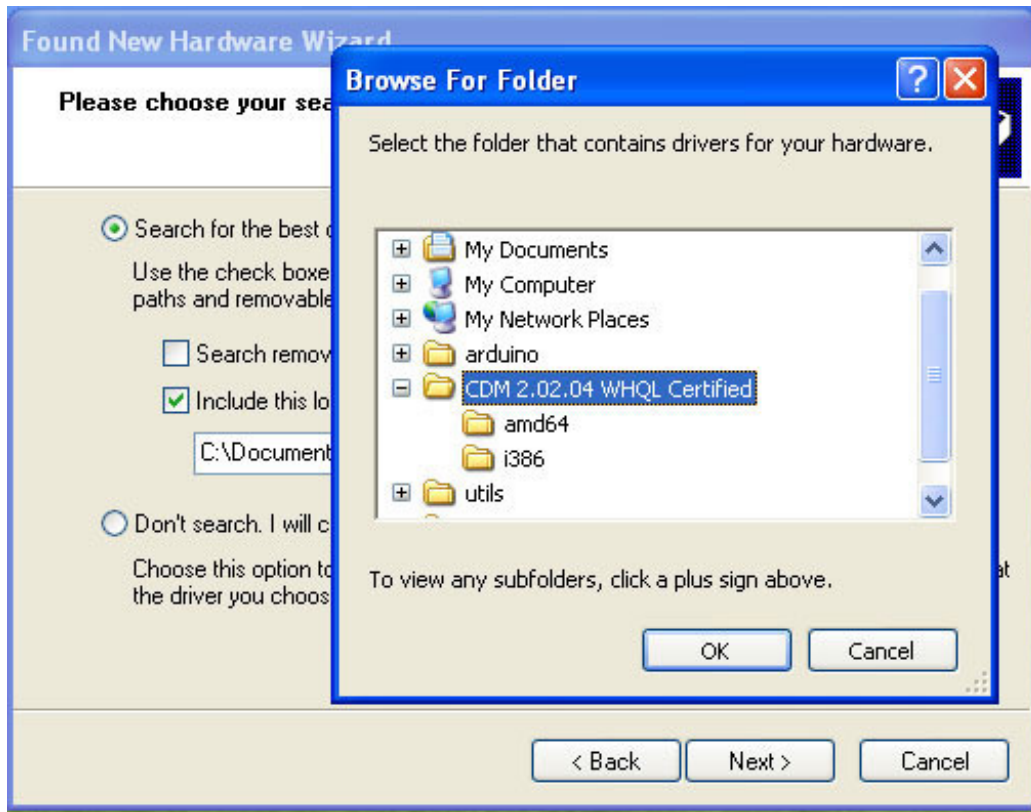 Found New Hardware Wizard
Please choose your sea
Search for the best
Use the check boxe
paths and removable
Search remov
Include this lo
C:\Document
Don't search. I will c
Choose this option to
the driver you choos
at
Browse For Folder
Select the folder that contains drivers for your hardware.
My Documents
My Computer
My Network Places
arduino
CDM 2.02.04 WHQL Certified
amd64
i386
utils
To view any subfolders, click a plus sign above.
OK
Cancel
< Back
Next >
Cancel